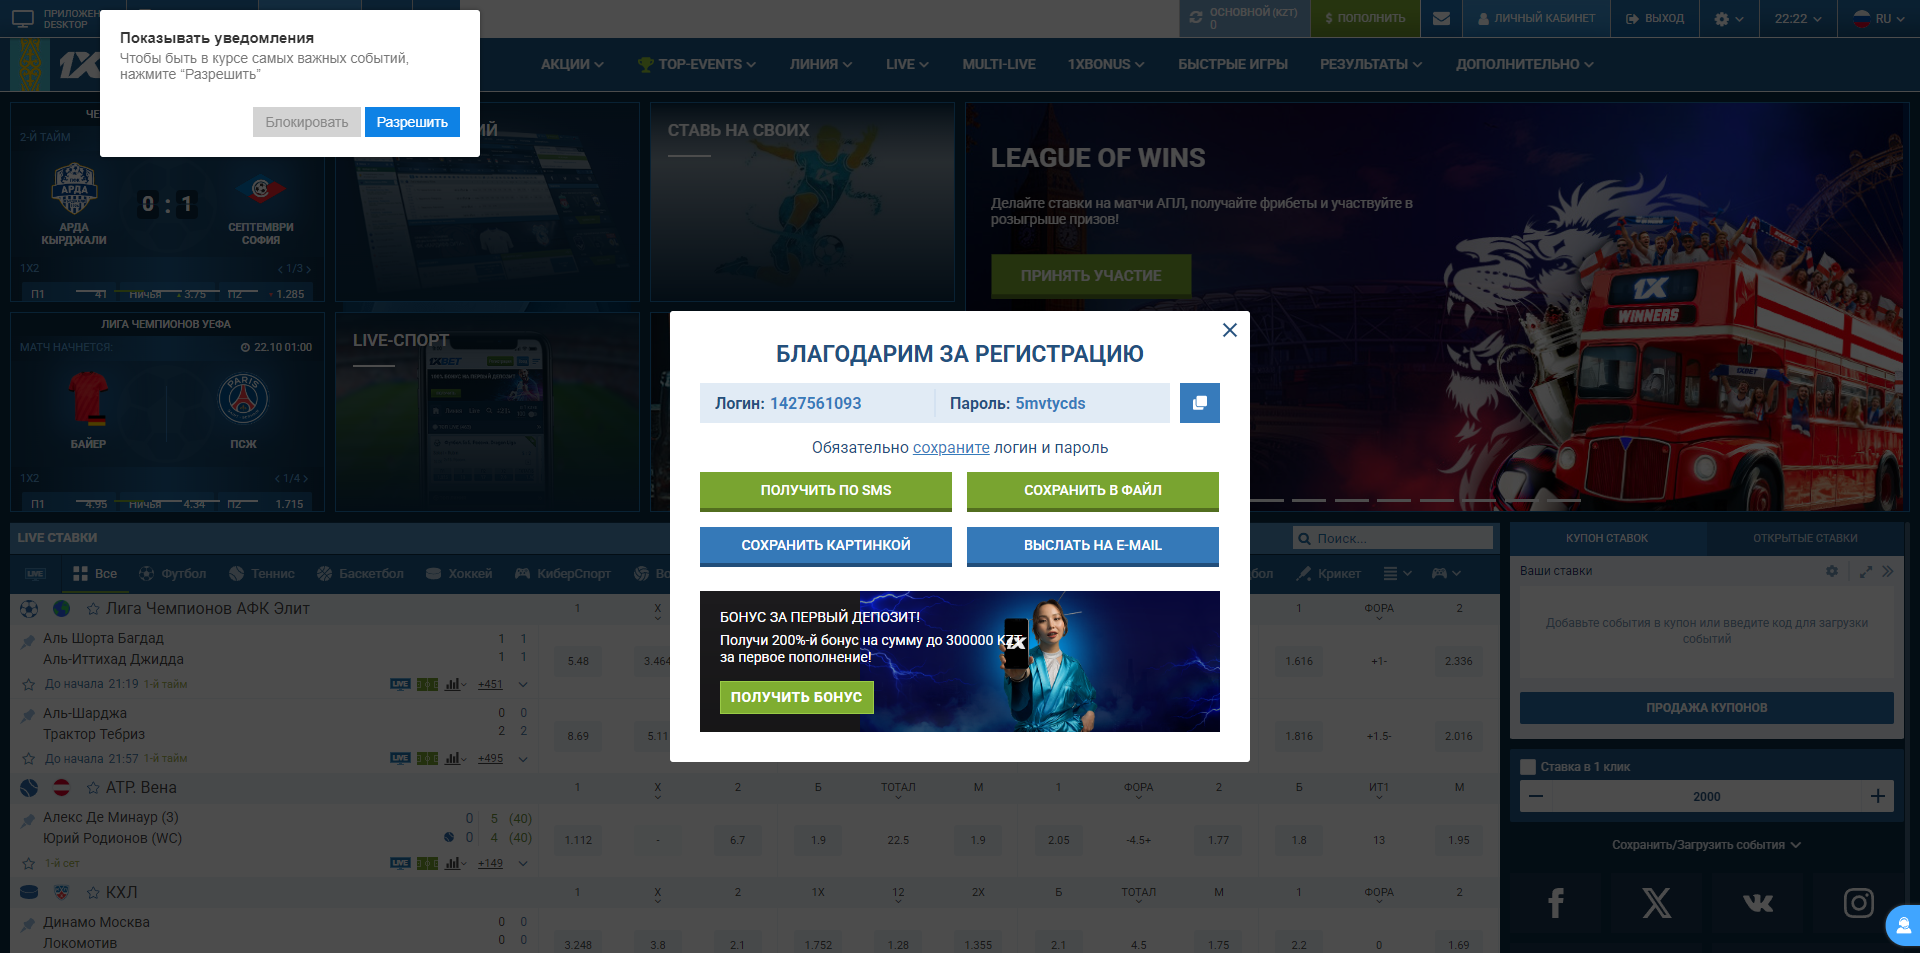 ПРИЛОЖЕН
DESKTOP
ОСНОВНОЙ (KZT)
0
$ ПОПОЛНИТЬ
ЛИЧНЫЙ КАБИНЕТ
ВЫХОД
22:22
RU
Показывать уведомления
Чтобы быть в курсе самых важных событий,
нажмите “Разрешить”
Блокировать
Разрешить
1X
АКЦИИ
TOP-EVENTS
ЛИНИЯ
LIVE
MULTI-LIVE
1XBONUS
БЫСТРЫЕ ИГРЫ
РЕЗУЛЬТАТЫ
ДОПОЛНИТЕЛЬНО
2-Й ТАЙМ
АРДА
0 : 1
АРДА
КЫРДЖАЛИ
СЕПТЕМВРИ
СОФИЯ
1X2
1/3
П1 41 Ничья 3.75 П2 1.285
СТАВЬ НА СВОИХ
LEAGUE OF WINS
Делайте ставки на матчи АПЛ, получайте фрибеты и участвуйте в
розыгрыше призов!
ПРИНЯТЬ УЧАСТИЕ
1X
WINNERS
ЛИГА ЧЕМПИОНОВ УЕФА
МАТЧ НАЧНЕТСЯ:
22.10 01:00
PARIS
БАЙЕР
ПСЖ
1X2
1/4
П1 4.95 Ничья 4.34 П2 1.715
LIVE-СПОРТ
1XBET
БЛАГОДАРИМ ЗА РЕГИСТРАЦИЮ
Логин: 1427561093
Пароль: 5mvtycds
Обязательно сохраните логин и пароль
ПОЛУЧИТЬ ПО SMS
СОХРАНИТЬ В ФАЙЛ
СОХРАНИТЬ КАРТИНКОЙ
ВЫСЛАТЬ НА E-MAIL
БОНУС ЗА ПЕРВЫЙ ДЕПОЗИТ!
Получи 200%-й бонус на сумму до 300000 KZT
за первое пополнение!
1X
ПОЛУЧИТЬ БОНУС
LIVE СТАВКИ
Поиск...
LIVE
Все
Футбол
Теннис
Баскетбол
Хоккей
КиберСпорт
Во
бол
Крикет
Лига Чемпионов АФК Элит
1 X
1 ФОРА 2
Аль Шорта Багдад 1 1
Аль-Иттихад Джидда 1 1
5.48 3.464
1.616 +1- 2.336
До начала 21:19 1-й тайм
LIVE
+451
Аль-Шарджа 0 0
Трактор Тебриз 2 2
8.69 5.11
1.816 +1.5- 2.016
До начала 21:57 1-й тайм
LIVE
+495
ATP. Вена
1 X 2 Б ТОТАЛ М 1 ФОРА 2 Б ИТ1 М
Алекс Де Минаур (3) 0 5 (40)
Юрий Родионов (WC) 0 4 (40)
1.112 - 6.7 1.9 22.5 1.9 2.05 -4.5+ 1.77 1.8 13 1.95
1-й сет
LIVE
+149
КХЛ
1 X 2 1X 12 2X Б ТОТАЛ М 1 ФОРА 2
Динамо Москва 0 0
Локомотив 0 0
3.248 3.8 2.1 1.752 1.28 1.355 2.1 4.5 1.75 2.2 0 1.69
КУПОН СТАВОК
ОТКРЫТЫЕ СТАВКИ
Ваши ставки
Добавьте события в купон или введите код для загрузки
событий
ПРОДАЖА КУПОНОВ
Ставка в 1 клик
2000
Сохранить/Загрузить события